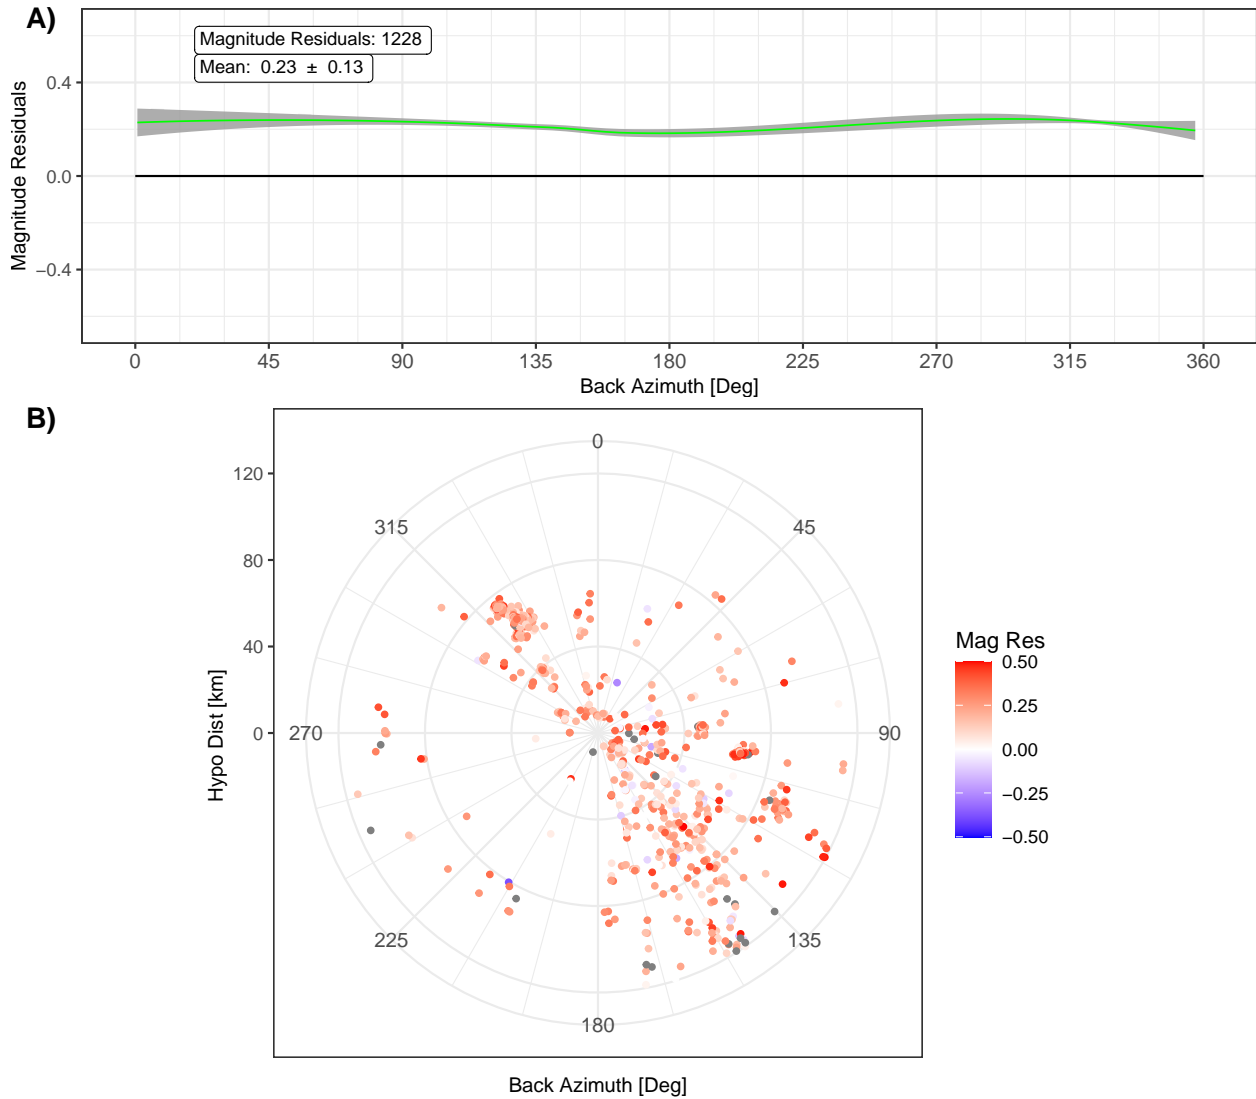 A)
Magnitude Residuals: 1228
Mean:  0.23  ±  0.13
0.4
0.0
−0.4
Magnitude Residuals
0 45 90 135 180 225 270 315 360
Back Azimuth [Deg]
B)
120
80
40
0
Hypo Dist [km]
0
45
90
135
180
225
270
315
Back Azimuth [Deg]
Mag Res
0.50
0.25
0.00
−0.25
−0.50